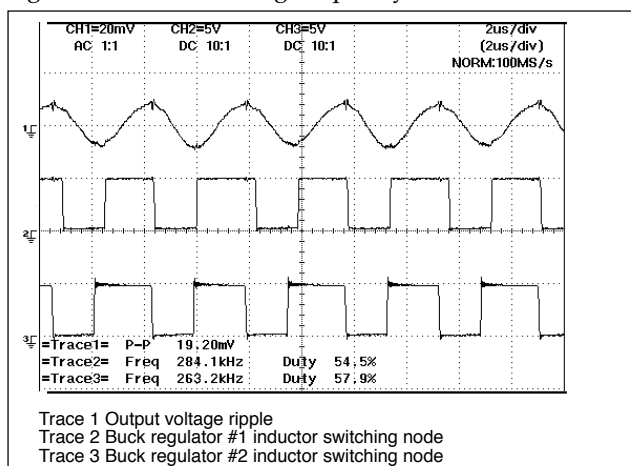 CH1=20mV CH2=5V CH3=5V 2us/div
AC 1:1 DC 10:1 DC 10:1 (2us/div)
NORM:100MS/s
1
2
3
=Trace1= P-P 19.20mV
=Trace2= Freq 284.1kHz Duty 54.5%
=Trace3= Freq 263.2kHz Duty 57.9%
Trace 1 Output voltage ripple
Trace 2 Buck regulator #1 inductor switching node
Trace 3 Buck regulator #2 inductor switching node